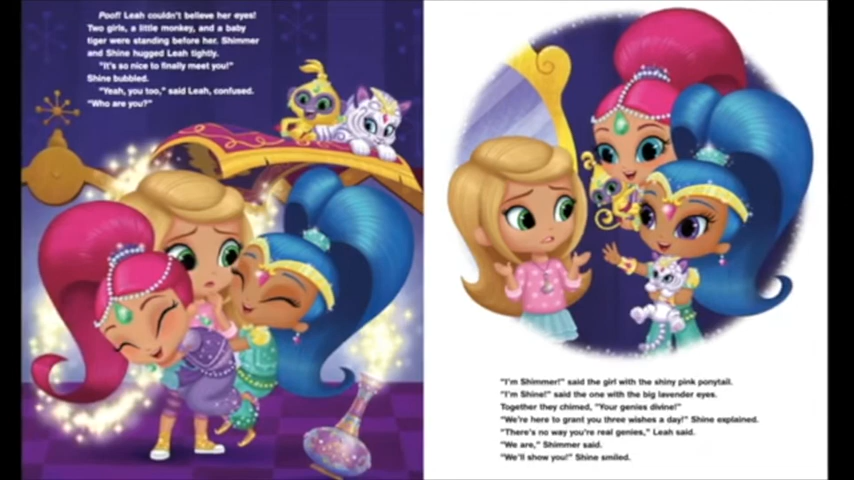 Poof! Leah couldn't believe her eyes!
Two girls, a little monkey, and a baby
tiger were standing before her. Shimmer
and Shine hugged Leah tightly.
"It's so nice to finally meet you!"
Shine bubbled.
"Yeah, you too," said Leah, confused.
"Who are you?"
"I'm Shimmer!" said the girl with the shiny pink ponytail.
"I'm Shine!" said the one with the big lavender eyes.
Together they chimed, "Your genies divine!"
"We're here to grant you three wishes a day!" Shine explained.
"There's no way you're real genies," Leah said.
"We are," Shimmer said.
"We'll show you!" Shine smiled.